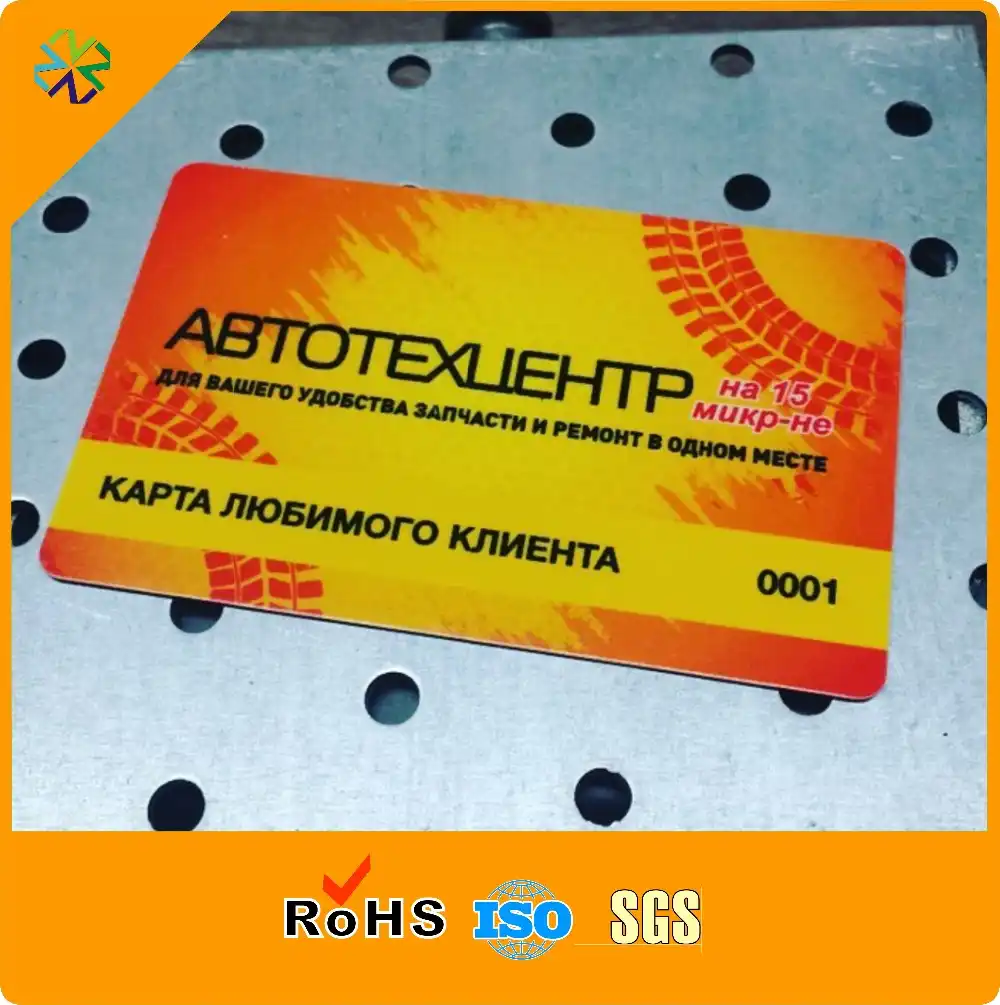 АВТОТЕХЦЕНТР
на 15
микр-не
ДЛЯ ВАШЕГО УДОБСТВА ЗАПЧАСТИ И РЕМОНТ В ОДНОМ МЕСТЕ
КАРТА ЛЮБИМОГО КЛИЕНТА 0001
RoHS ISO SGS